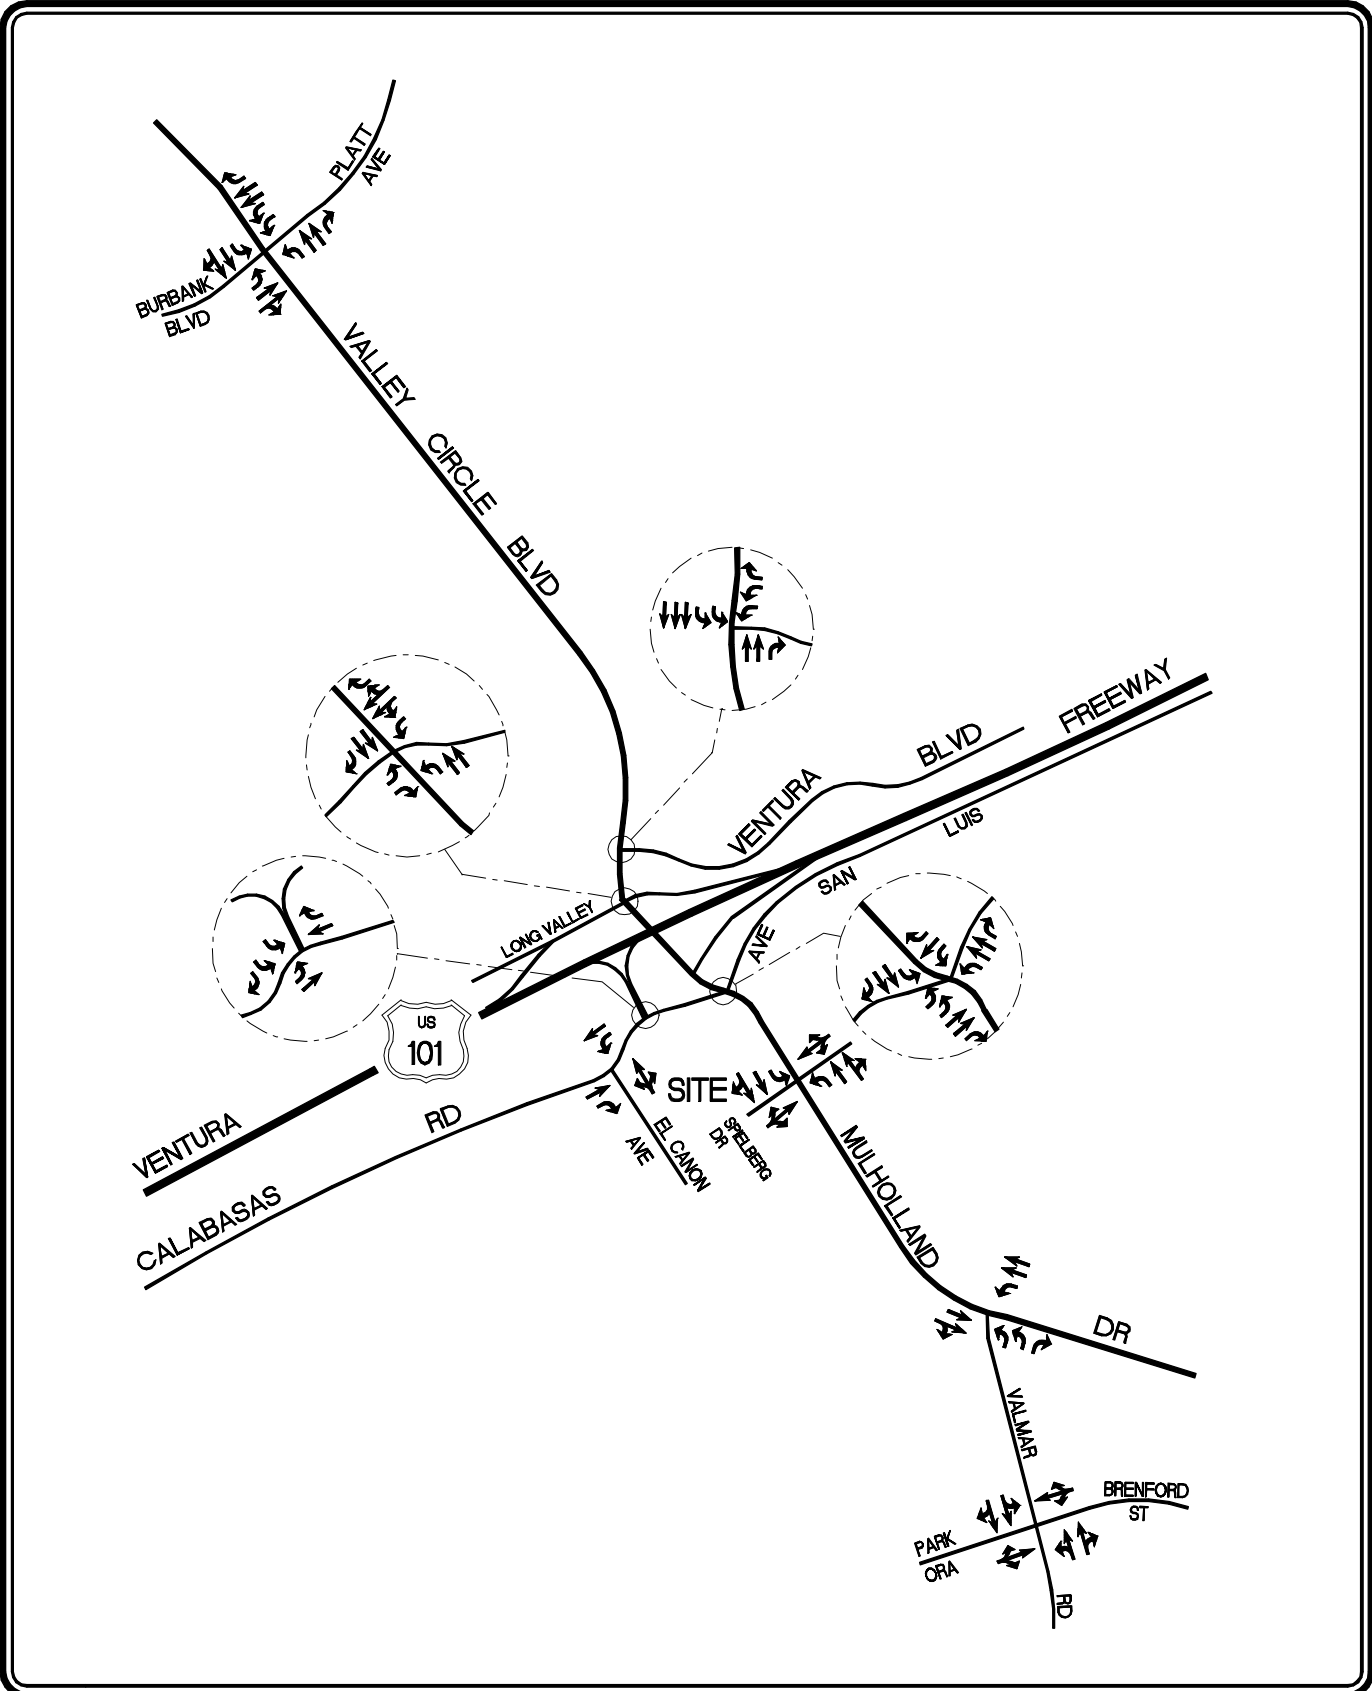 PLATT
AVE
BURBANK
BLVD
VALLEY CIRCLE BLVD
FREEWAY
BLVD
VENTURA
LUIS
SAN
AVE
LONG VALLEY
US
101
SITE
RD
VENTURA
CALABASAS
EL CANON
AVE
SPIELBERG
DR
MULHOLLAND
DR
VALMAR
BRENFORD
ST
PARK
ORA
RD